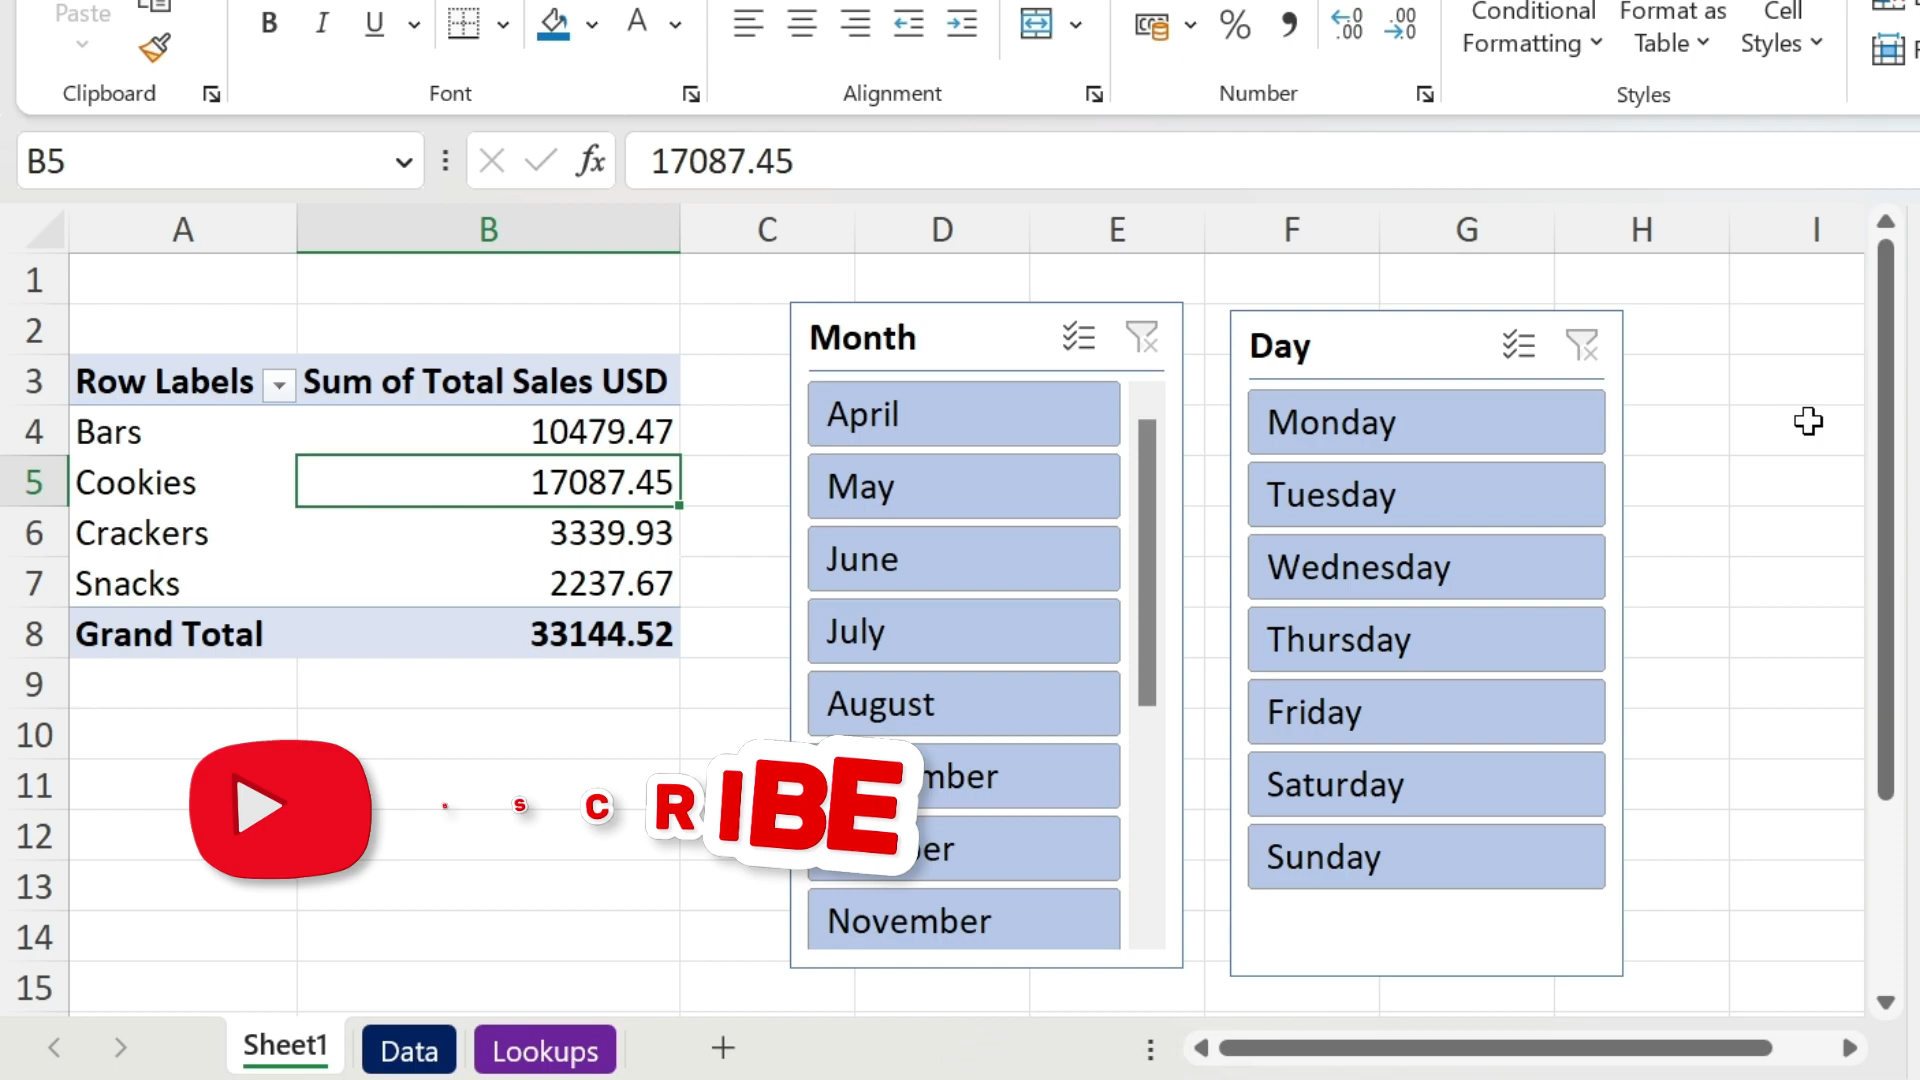 Paste
Clipboard
B I U
A
Font
Alignment
%
Number
Conditional
Formatting
Format as
Table
Cell
Styles
Styles
B5
fx
17087.45
A B C D E F G H I
1
2
3 Row Labels Sum of Total Sales USD
4 Bars 10479.47
5 Cookies 17087.45
6 Crackers 3339.93
7 Snacks 2237.67
8 Grand Total 33144.52
9
10
11
12
13
14
15
Month
April
May
June
July
August
mber
er
November
Day
Monday
Tuesday
Wednesday
Thursday
Friday
Saturday
Sunday
SCRIBE
Sheet1 Data Lookups